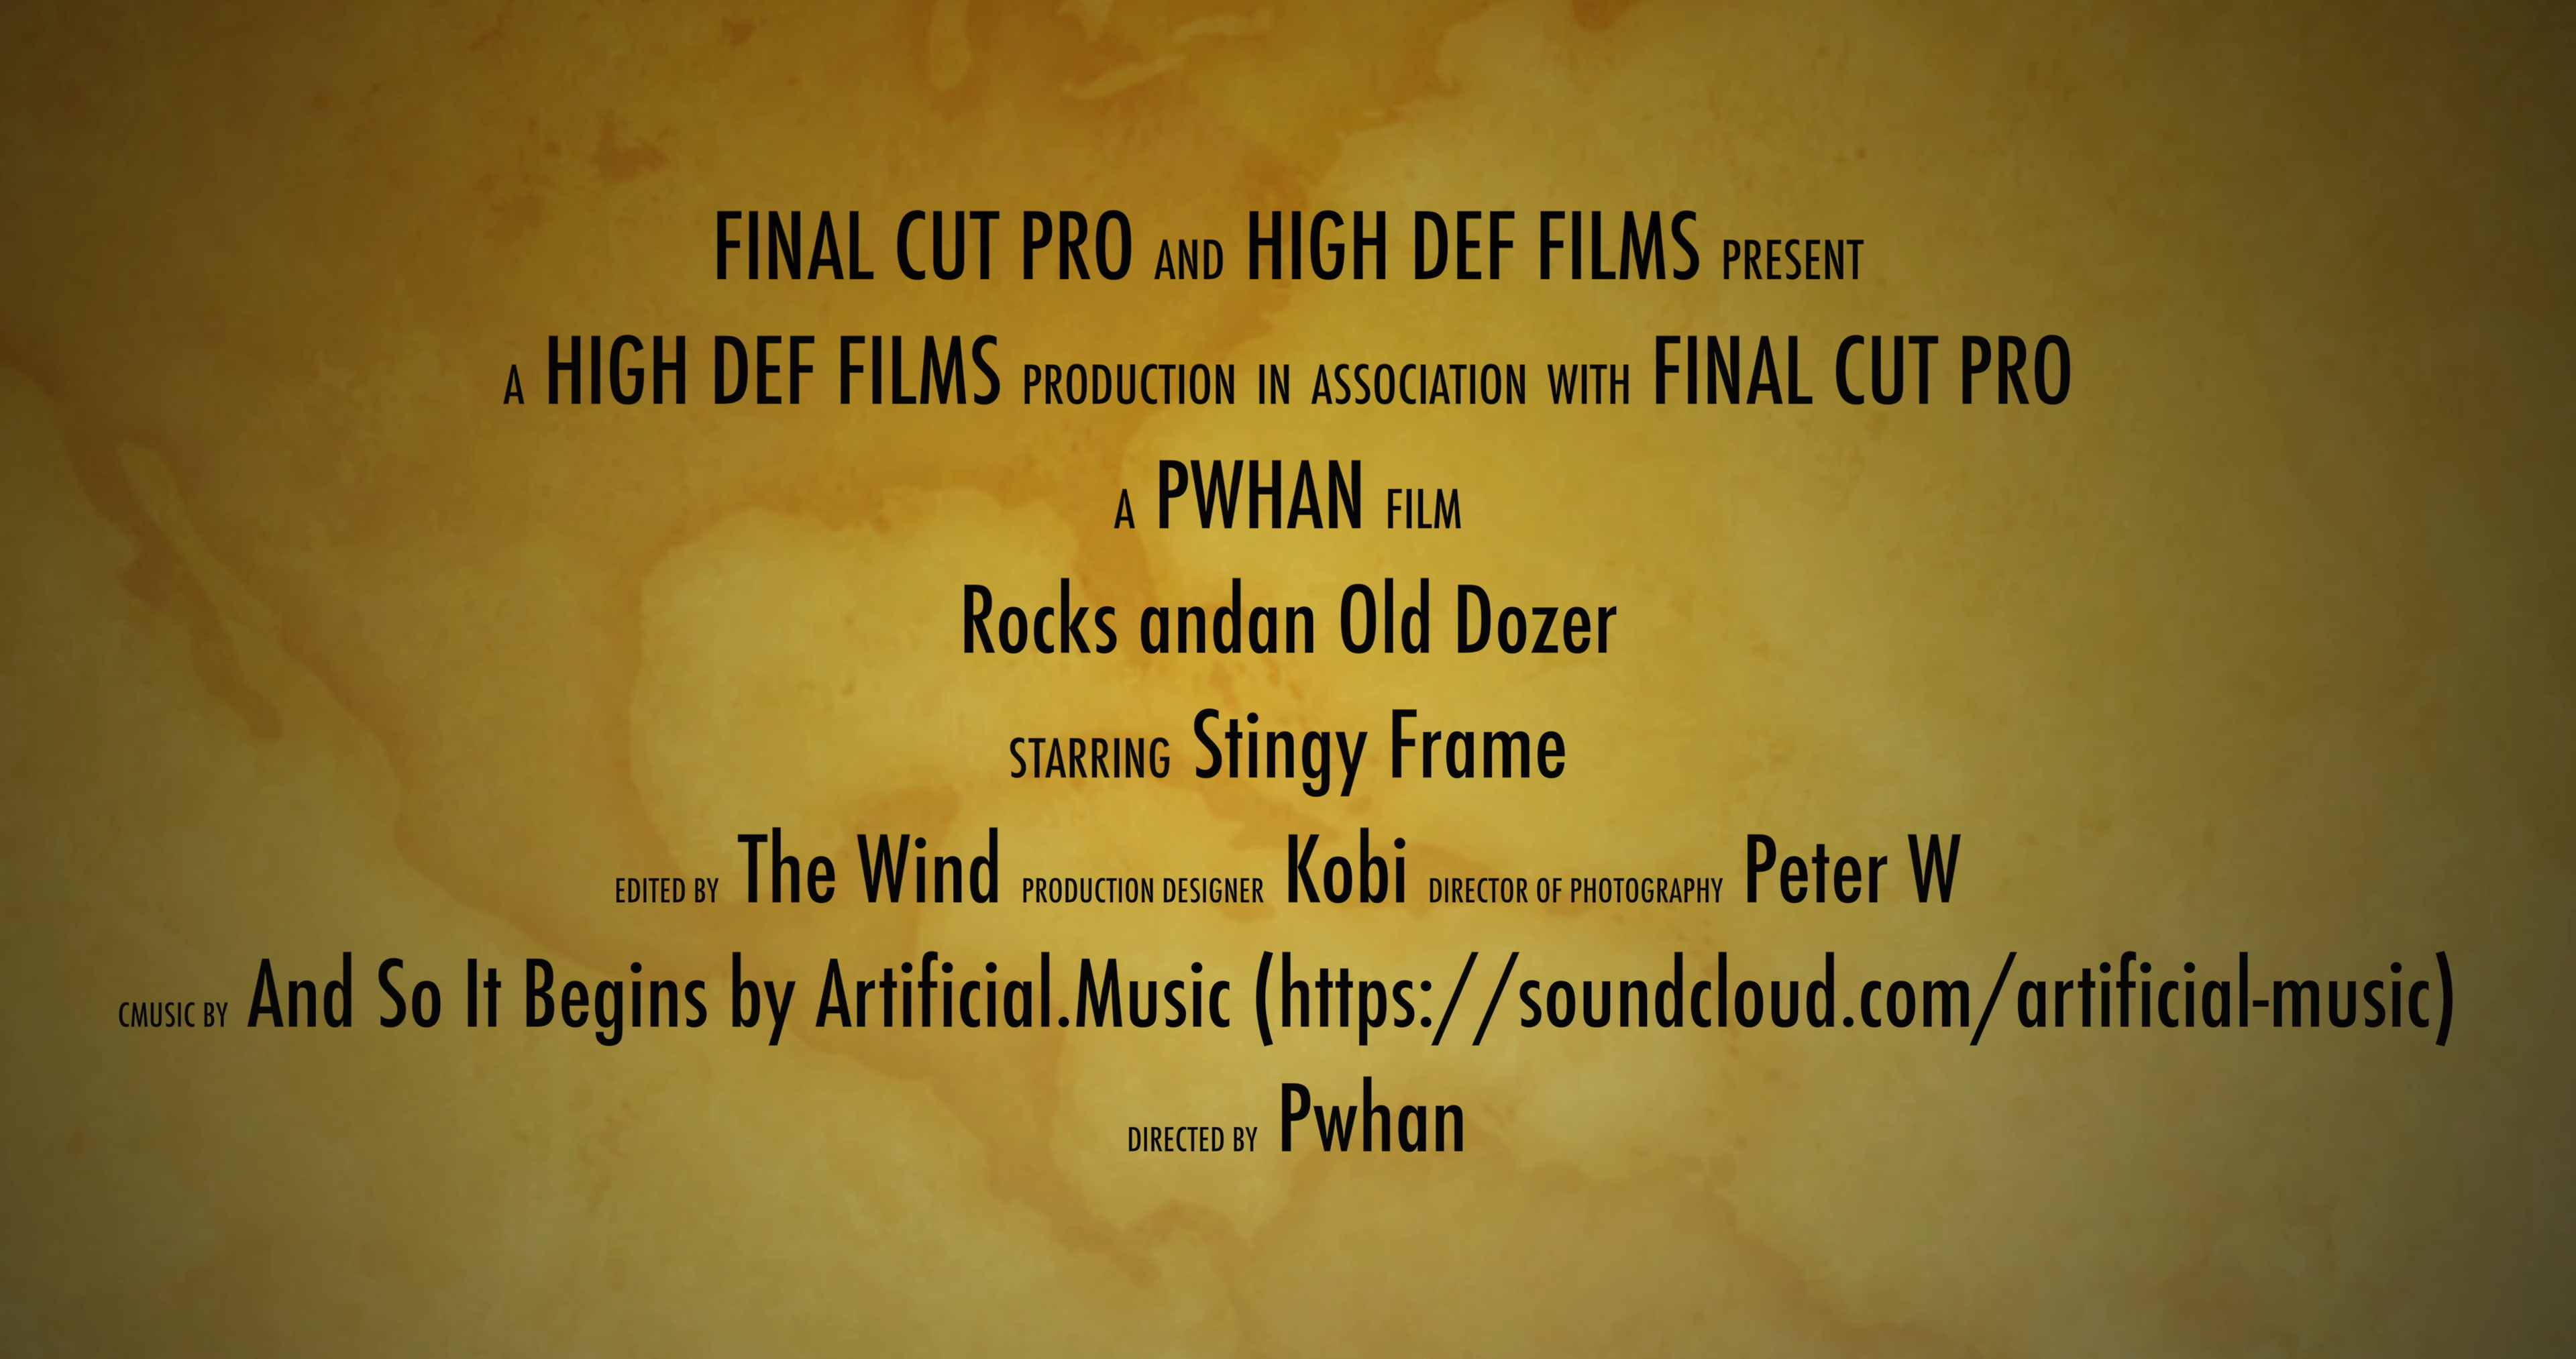 FINAL CUT PRO AND HIGH DEF FILMS PRESENT
A HIGH DEF FILMS PRODUCTION IN ASSOCIATION WITH FINAL CUT PRO
A PWHAN FILM
Rocks andan Old Dozer
STARRING Stingy Frame
EDITED BY The Wind PRODUCTION DESIGNER Kobi DIRECTOR OF PHOTOGRAPHY Peter W
CMUSIC BY And So It Begins by Artificial.Music (https://soundcloud.com/artificial-music)
DIRECTED BY Pwhan